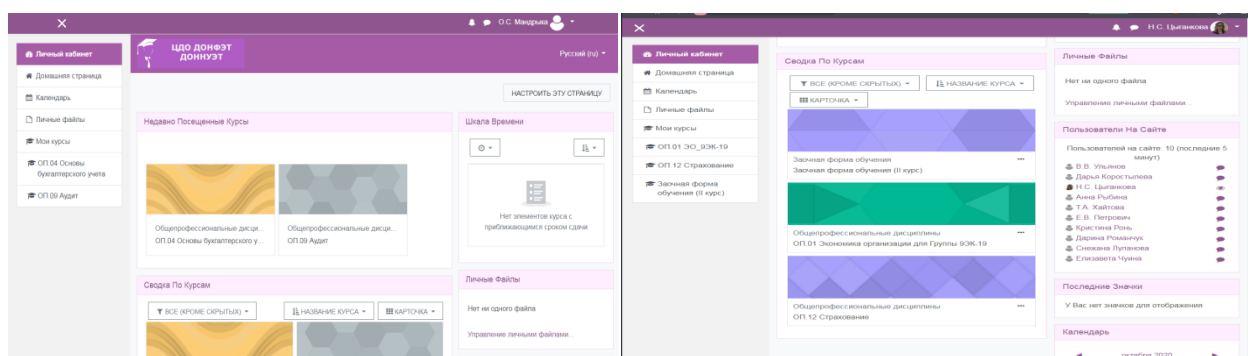 О.С. Мандрыка
Личный кабинет
Домашняя страница
Календарь
Личные файлы
Мои курсы
ОП.04 Основы
бухгалтерского учета
ОП.09 Аудит
ЦДО ДОНФЭТ
ДОННУЭТ
Русский (ru)
НАСТРОИТЬ ЭТУ СТРАНИЦУ
Недавно Посещенные Курсы
Общепрофессиональные дисци...
ОП.04 Основы бухгалтерского у...
Общепрофессиональные дисци...
ОП.09 Аудит
Сводка По Курсам
ВСЕ (КРОМЕ СКРЫТЫХ)
НАЗВАНИЕ КУРСА
КАРТОЧКА
Шкала Времени
Нет элементов курса с
приближающимся сроком сдачи
Личные Файлы
Нет ни одного файла
Управление личными файлами...
Н.С. Цыганкова
Личный кабинет
Домашняя страница
Календарь
Личные файлы
Мои курсы
ОП.01 ЭО_9ЭК-19
ОП.12 Страхование
Заочная форма
обучения (II курс)
Сводка По Курсам
ВСЕ (КРОМЕ СКРЫТЫХ)
НАЗВАНИЕ КУРСА
КАРТОЧКА
Заочная форма обучения
Заочная форма обучения (II курс)
Общепрофессиональные дисциплины
ОП.01 Экономика организации для Группы 9ЭК-19
Общепрофессиональные дисциплины
ОП.12 Страхование
Личные Файлы
Нет ни одного файла
Управление личными файлами...
Пользователи На Сайте
Пользователей на сайте: 10 (последние 5
минут)
В.В. Ульянов
Дарья Коростылева
Н.С. Цыганкова
Анна Рыбина
Т.А. Хайтова
Е.В. Петрович
Кристина Ронь
Дарина Романчук
Снежана Лупанова
Елизавета Чуина
Последние Значки
У Вас нет значков для отображения
Календарь
октября 2020